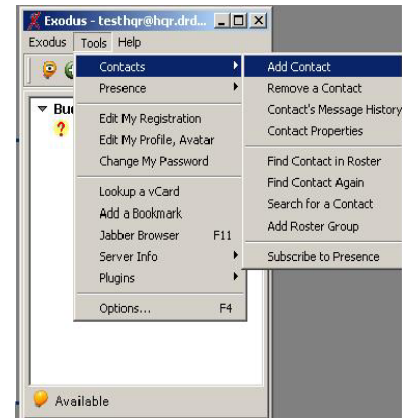 Exodus - testhqr@hqr.drd...
Exodus Tools Help
Contacts
Presence
Edit My Registration
Edit My Profile, Avatar
Change My Password
Lookup a vCard
Add a Bookmark
Jabber Browser F11
Server Info
Plugins
Options... F4
Add Contact
Remove a Contact
Contact's Message History
Contact Properties
Find Contact in Roster
Find Contact Again
Search for a Contact
Add Roster Group
Subscribe to Presence
Available